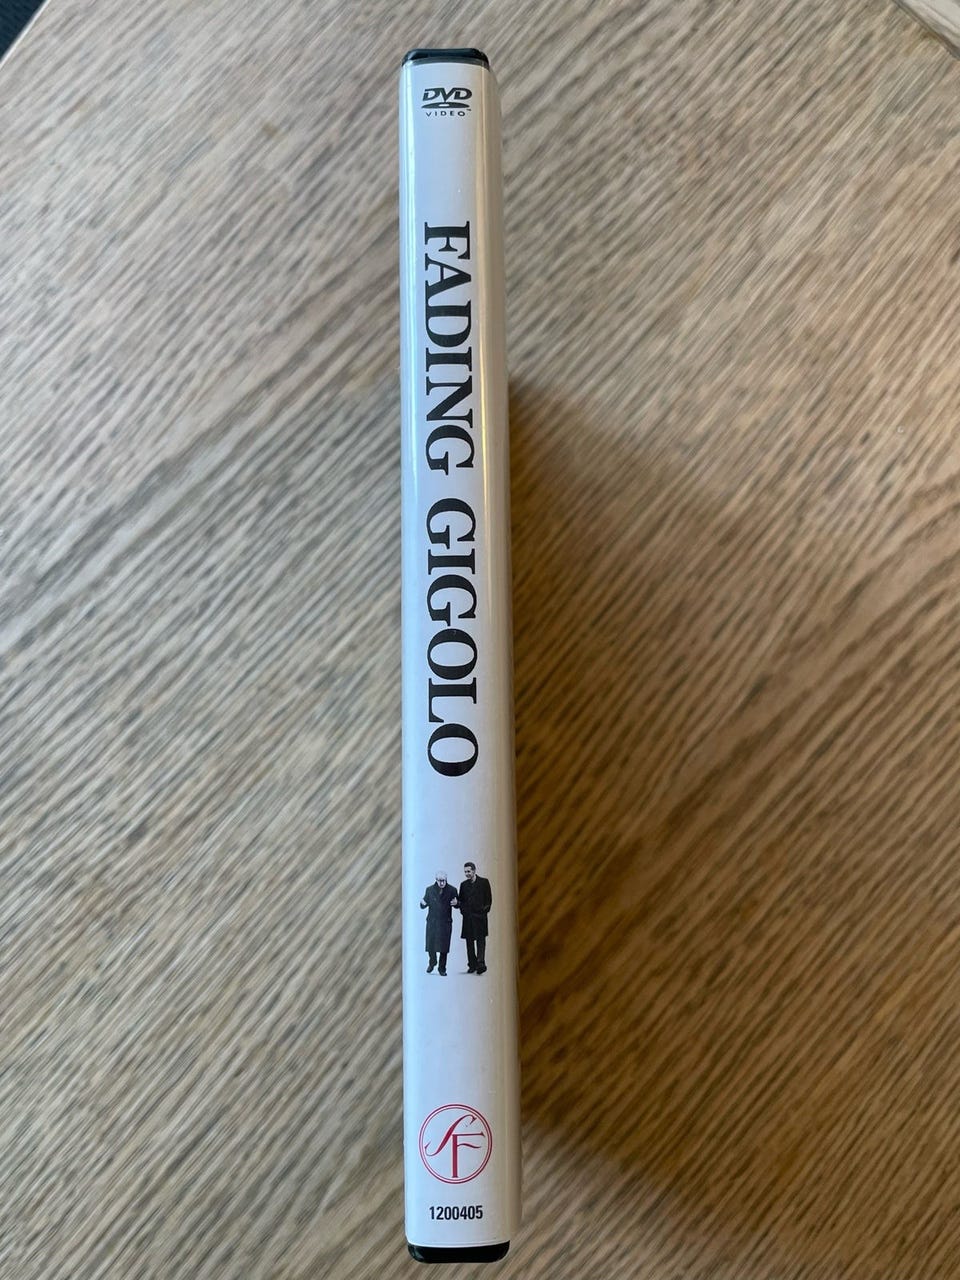 DVD
VIDEO
FADING GIGOLO
SF
1200405